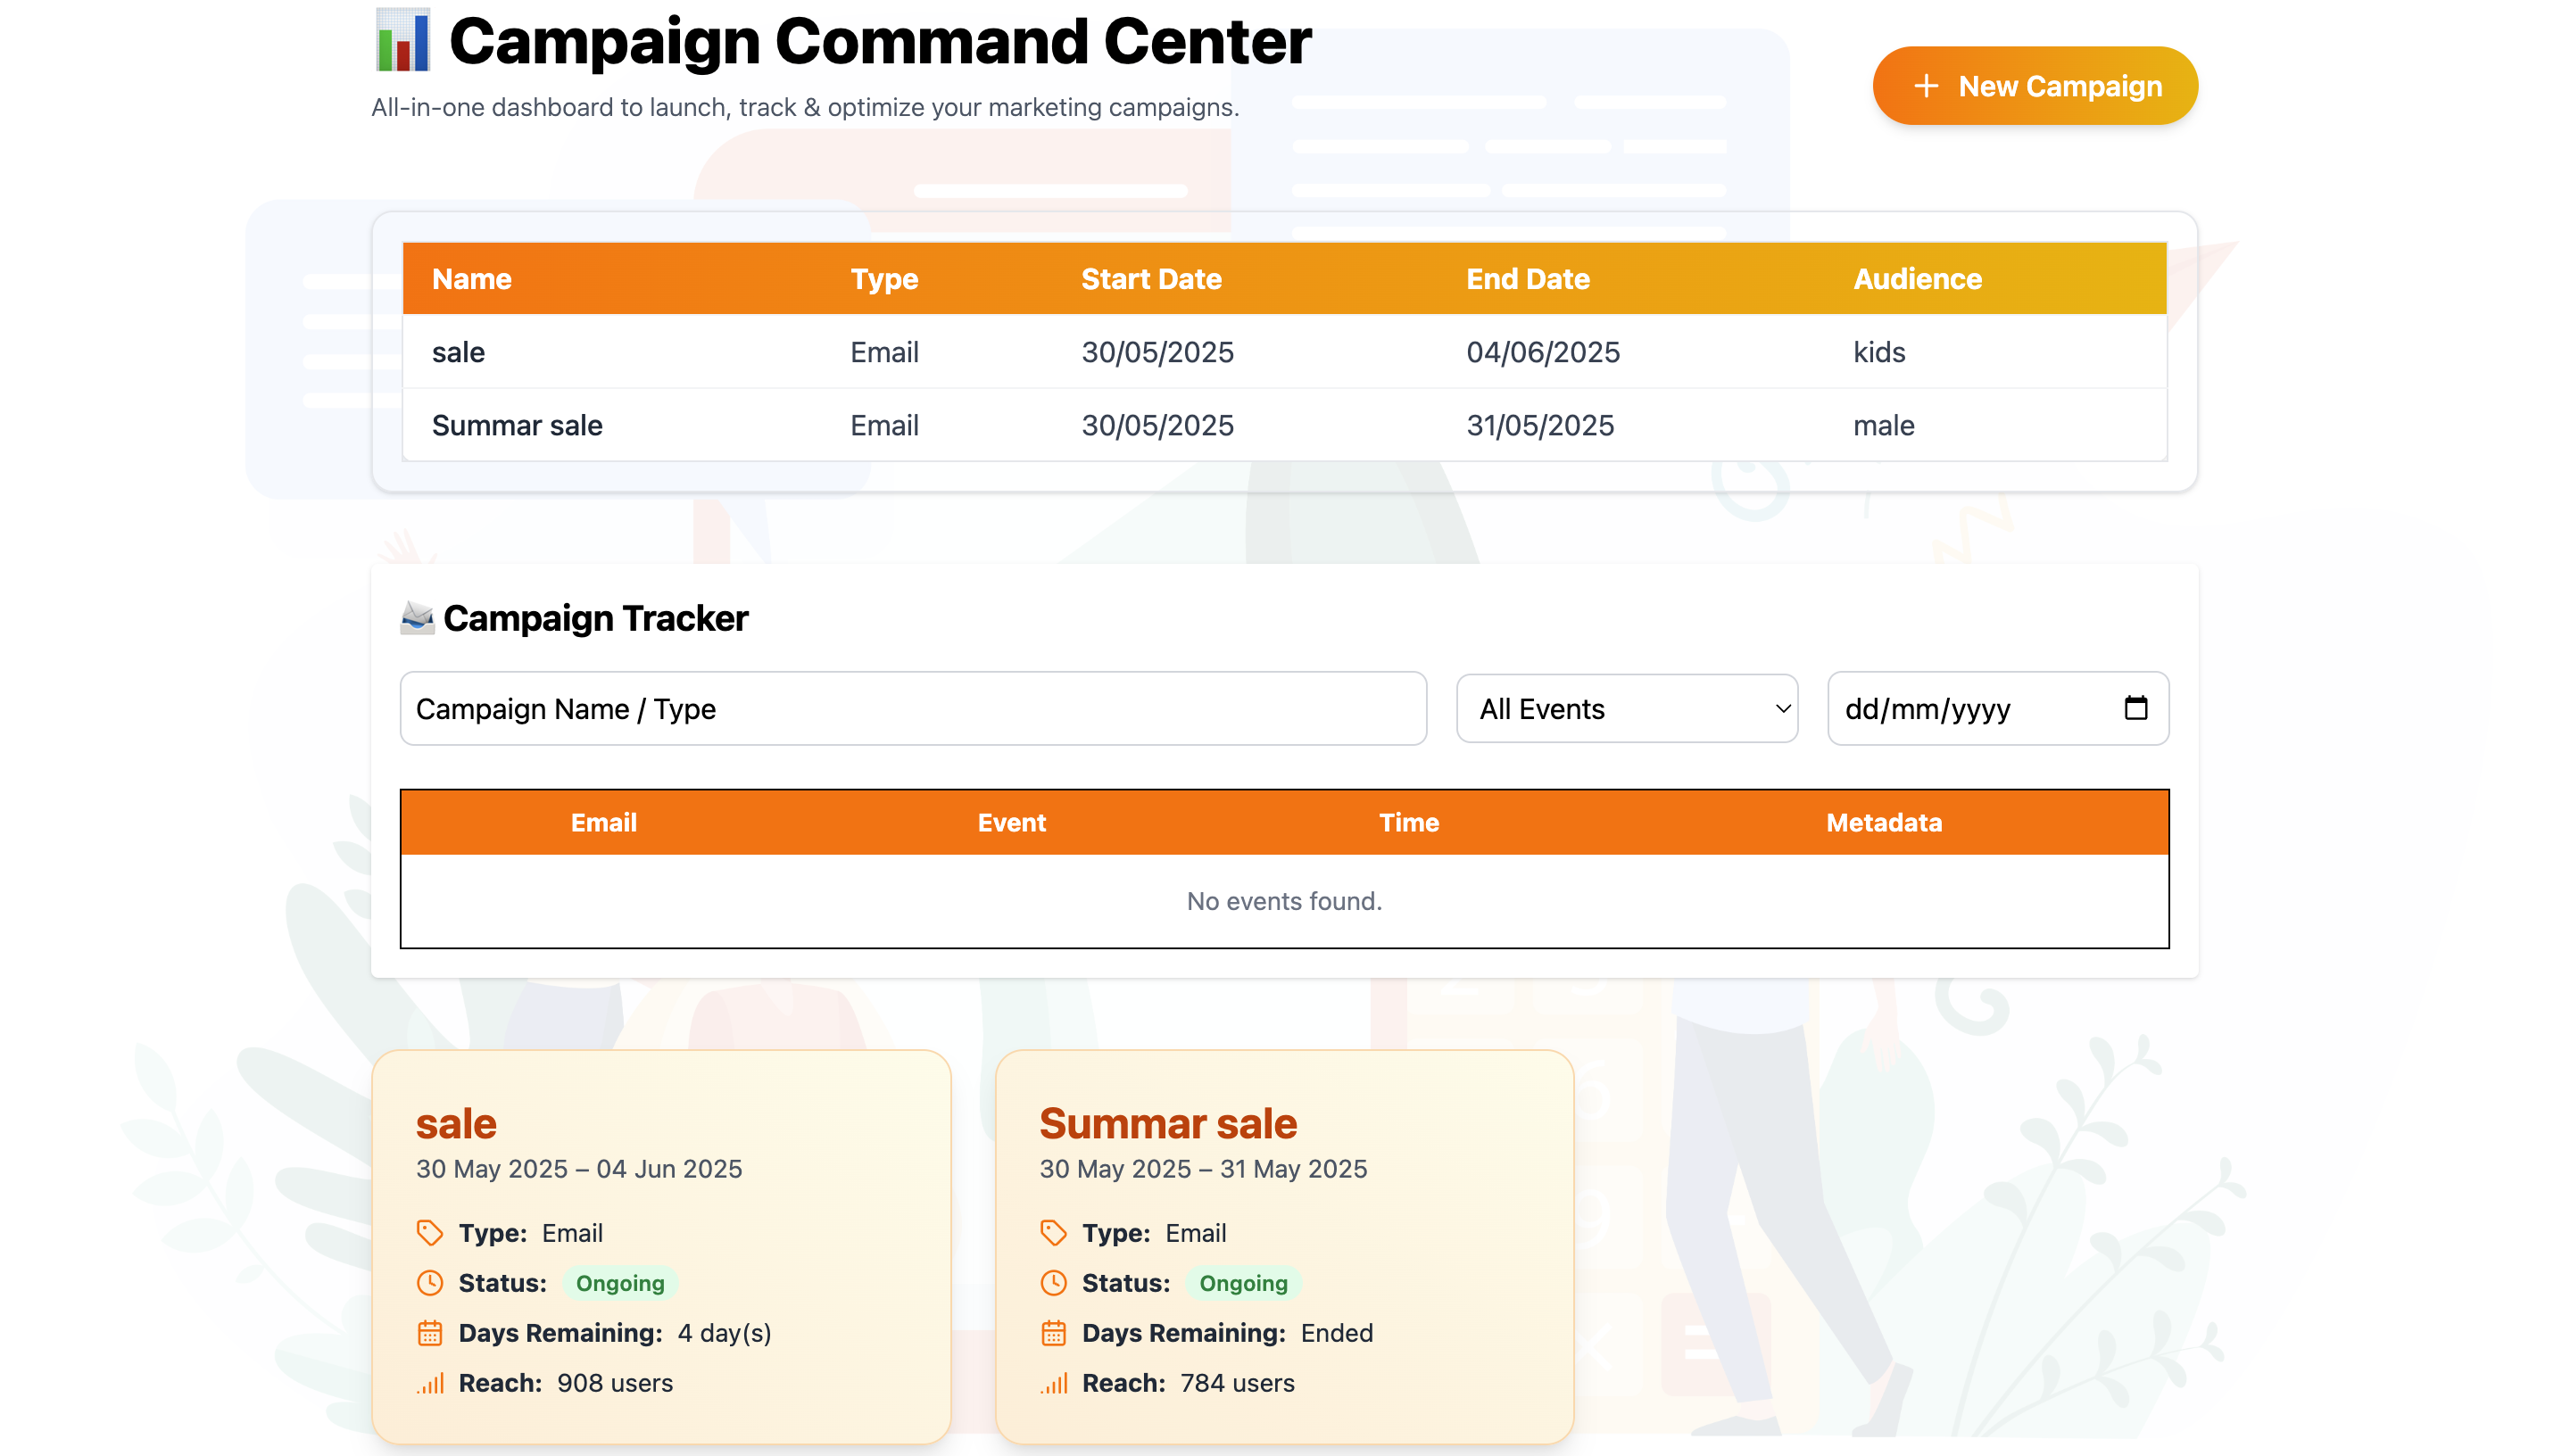 Campaign Command Center
All-in-one dashboard to launch, track & optimize your marketing campaigns.
+ New Campaign
Name Type Start Date End Date Audience
sale Email 30/05/2025 04/06/2025 kids
Summar sale Email 30/05/2025 31/05/2025 male
Campaign Tracker
Campaign Name / Type All Events dd/mm/yyyy
Email Event Time Metadata
No events found.
sale
30 May 2025 – 04 Jun 2025
Type: Email
Status: Ongoing
Days Remaining: 4 day(s)
Reach: 908 users
Summar sale
30 May 2025 – 31 May 2025
Type: Email
Status: Ongoing
Days Remaining: Ended
Reach: 784 users